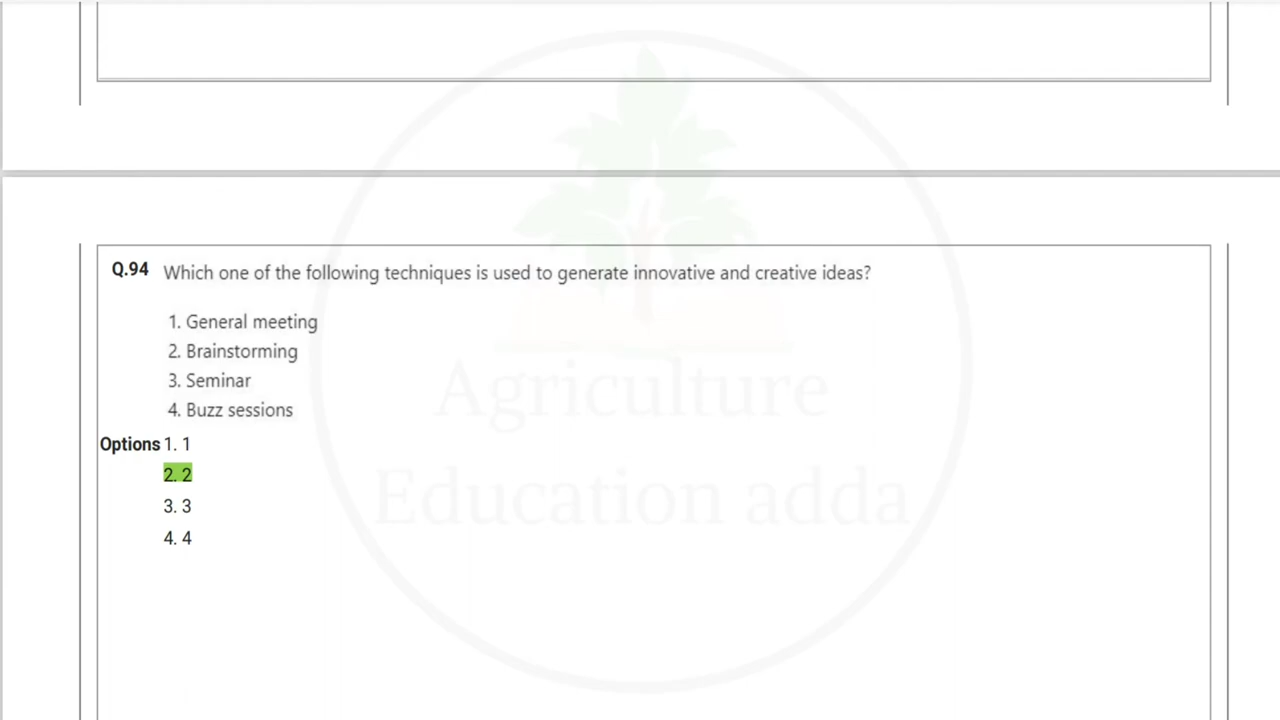 Q.94 Which one of the following techniques is used to generate innovative and creative ideas?
1. General meeting
2. Brainstorming
3. Seminar
4. Buzz sessions
Options 1. 1
2. 2
3. 3
4. 4
Agriculture
Education adda